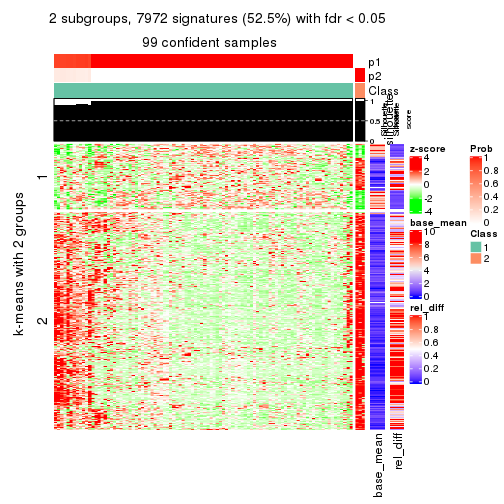 2 subgroups, 7972 signatures (52.5%) with fdr < 0.05
99 confident samples
p1
p2
Class
1
0.5
0
Silhouette
score
k-means with 2 groups
1
2
base_mean
rel_diff
z-score
4
2
0
-2
-4
base_mean
10
8
6
4
2
0
rel_diff
1
0.8
0.6
0.4
0.2
0
Prob
1
0.8
0.6
0.4
0.2
0
Class
1
2